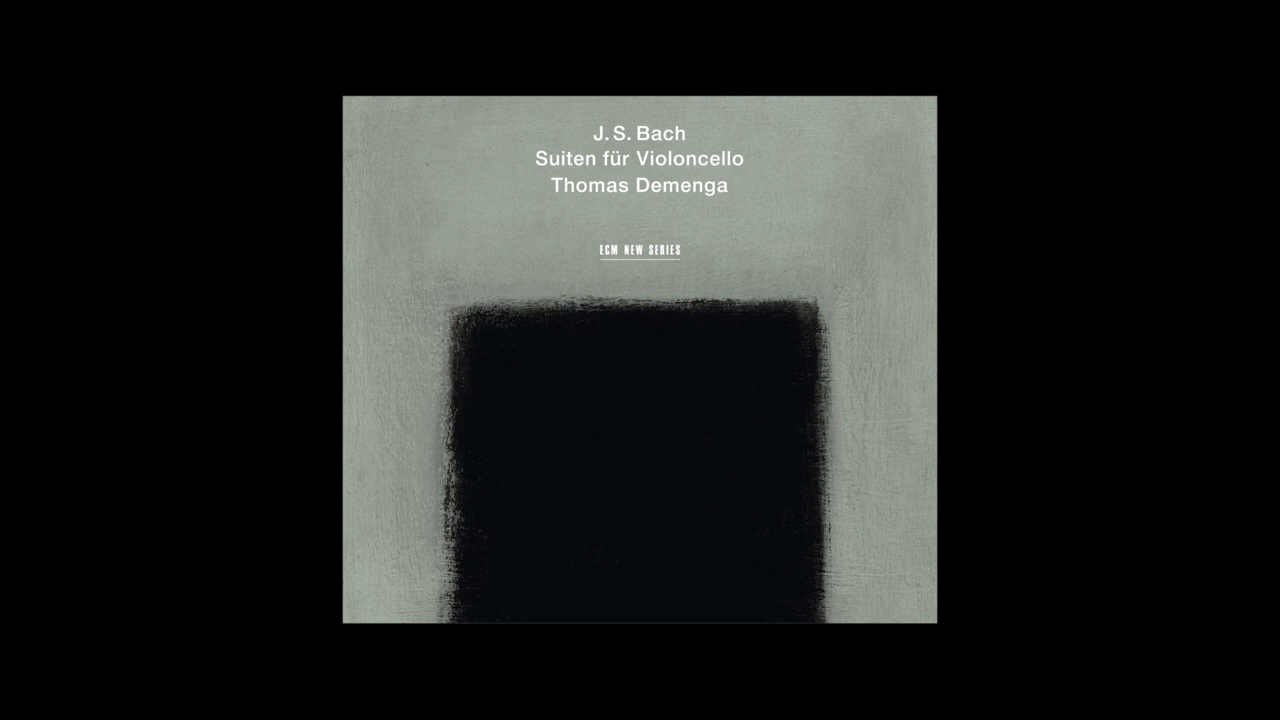 J. S. Bach
Suiten für Violoncello
Thomas Demenga
ECM NEW SERIES